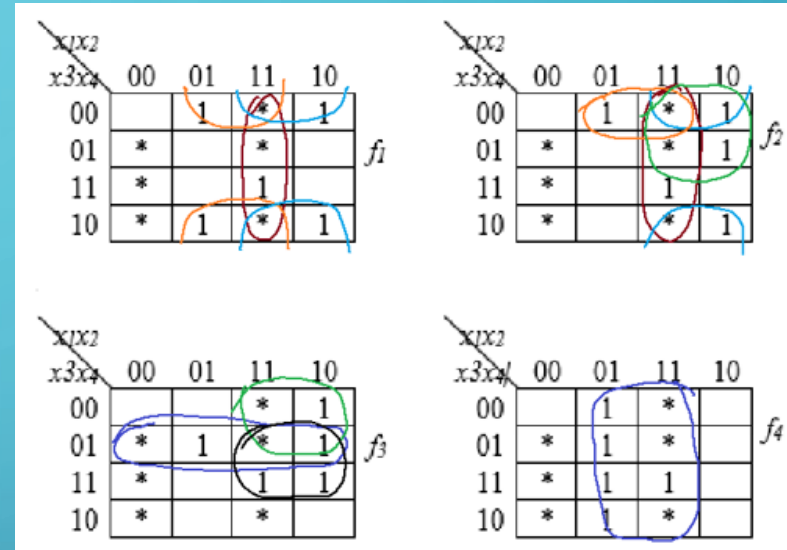 x1x2
x3x4 00 01 11 10
00 1 * 1
01 * *
f1
11 * 1
10 * 1 * 1
x1x2
x3x4 00 01 11 10
00 1 * 1
01 * * 1
f2
11 * 1
10 * * 1
x1x2
x3x4 00 01 11 10
00 * 1
01 * 1 * 1
f3
11 * 1 1
10 * *
x1x2
x3x4 00 01 11 10
00 1 *
01 * 1 *
f4
11 * 1 1
10 * 1 *